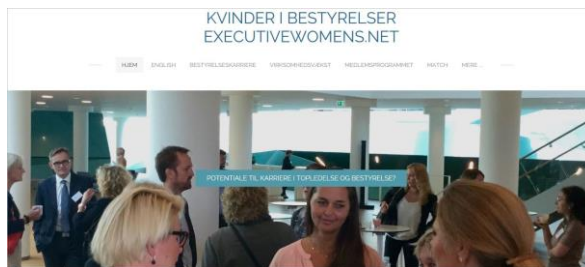 KVINDER I BESTYRELSER
EXECUTIVEWOMENS.NET
HJEM ENGLISH BESTYRELSESKARRIERE VIRKSOMHEDSVÆKST MEDLEMSPROGRAMMET MATCH MERE...
POTENTIALE TIL KARRIERE I TOPLEDELSE OG BESTYRELSE?